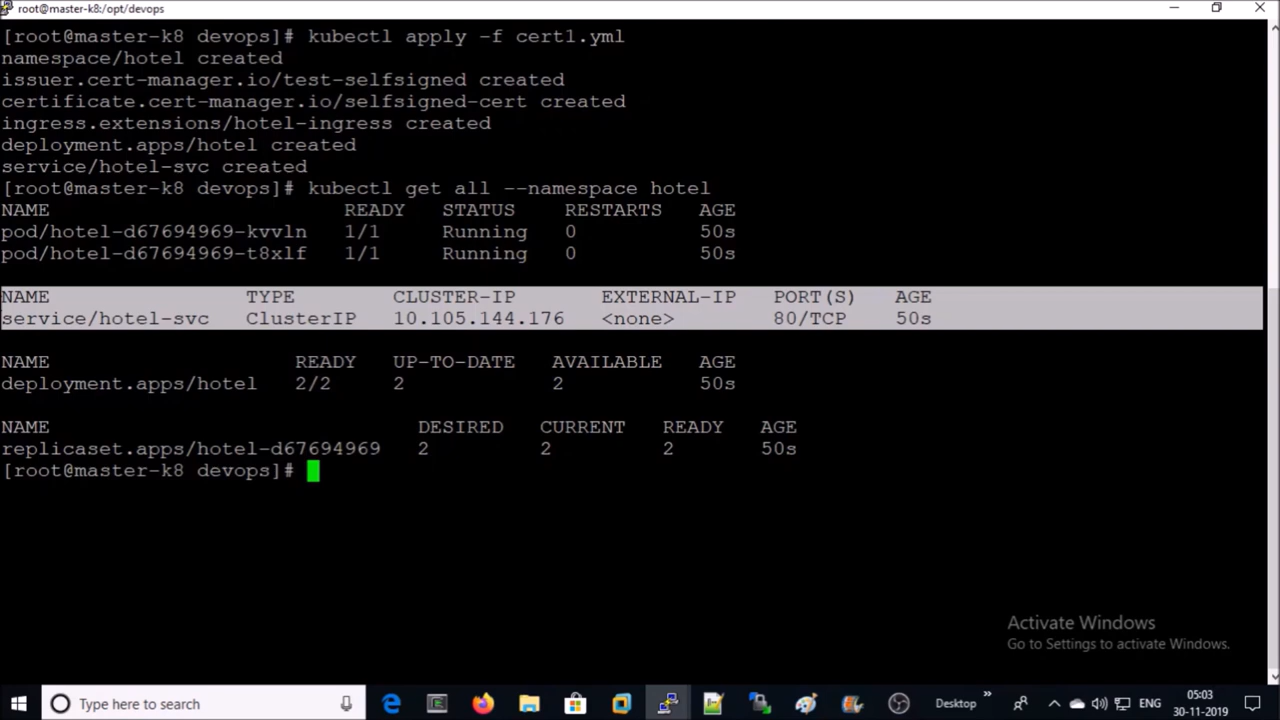 root@master-k8:/opt/devops
[root@master-k8 devops]# kubectl apply -f cert1.yml
namespace/hotel created
issuer.cert-manager.io/test-selfsigned created
certificate.cert-manager.io/selfsigned-cert created
ingress.extensions/hotel-ingress created
deployment.apps/hotel created
service/hotel-svc created
[root@master-k8 devops]# kubectl get all --namespace hotel
NAME READY STATUS RESTARTS AGE
pod/hotel-d67694969-kvvln 1/1 Running 0 50s
pod/hotel-d67694969-t8xlf 1/1 Running 0 50s
NAME TYPE CLUSTER-IP EXTERNAL-IP PORT(S) AGE
service/hotel-svc ClusterIP 10.105.144.176 <none> 80/TCP 50s
NAME READY UP-TO-DATE AVAILABLE AGE
deployment.apps/hotel 2/2 2 2 50s
NAME DESIRED CURRENT READY AGE
replicaset.apps/hotel-d67694969 2 2 2 50s
[root@master-k8 devops]#
Activate Windows
Go to Settings to activate Windows.
Type here to search
Desktop
ENG
05:03
30-11-2019